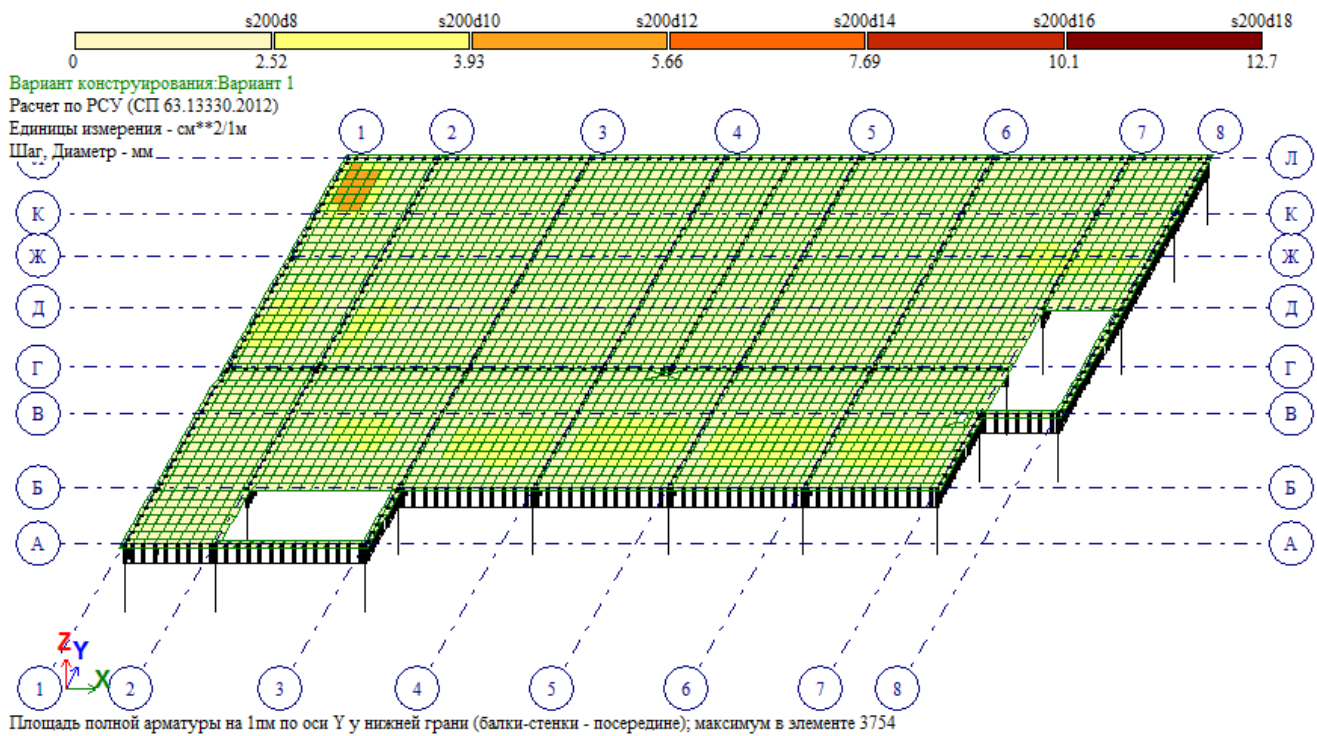 s200d8 s200d10 s200d12 s200d14 s200d16 s200d18
0 2.52 3.93 5.66 7.69 10.1 12.7
Вариант конструирования:Вариант 1
Расчет по РСУ (СП 63.13330.2012)
Единицы измерения - см**2/1м
Шаг, Диаметр - мм
1 2 3 4 5 6 7 8
Л Л
К К
Ж Ж
Д Д
Г Г
В В
Б Б
А А
Z Y
X
1 2 3 4 5 6 7 8
Площадь полной арматуры на 1пм по оси Y у нижней грани (балки-стенки - посередине); максимум в элементе 3754